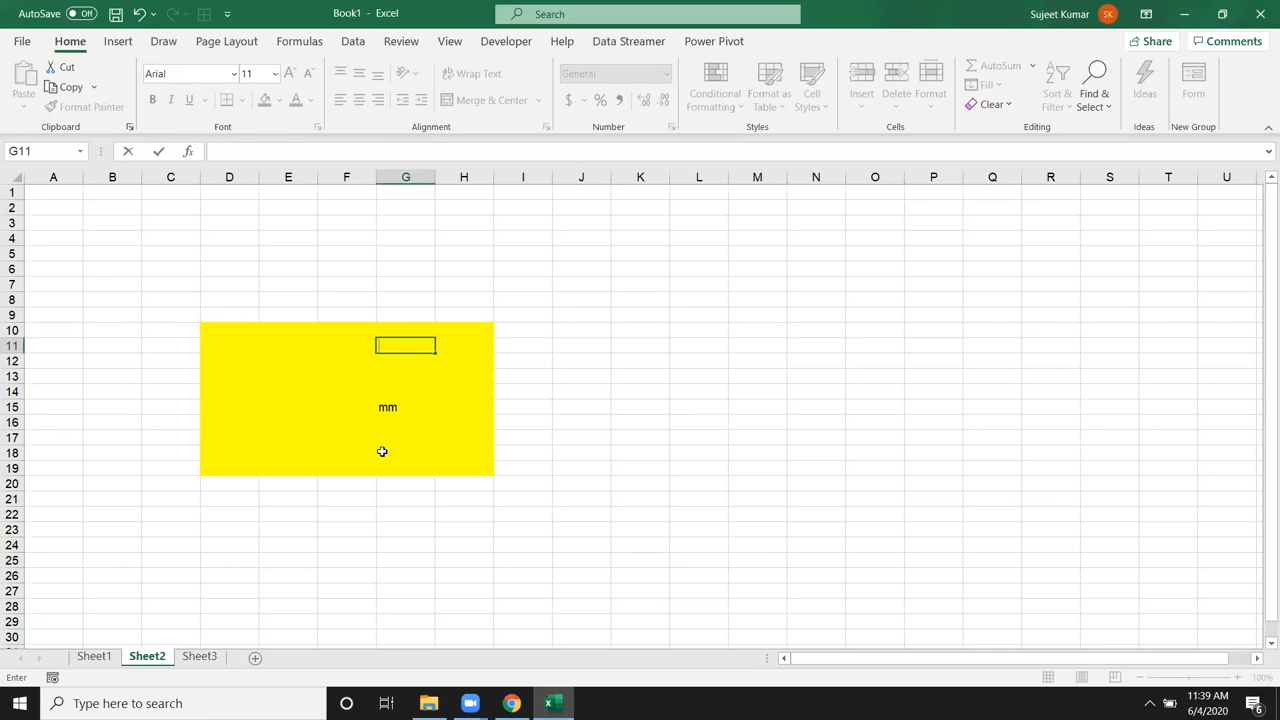 AutoSave Off Book1 - Excel Search Sujeet Kumar SK
File Home Insert Draw Page Layout Formulas Data Review View Developer Help Data Streamer Power Pivot Share Comments
Paste Cut Copy Format Painter Clipboard
Arial 11 B I U A Font
Wrap Text Merge & Center Alignment
General $ % Number
Conditional Formatting Format as Table Cell Styles Styles
Insert Delete Format Cells
AutoSum Fill Clear Sort & Filter Find & Select Editing
Ideas Ideas
Form New Group
G11 fx
A B C D E F G H I J K L M N O P Q R S T U
1
2
3
4
5
6
7
8
9
10
11
12
13
14
15 mm
16
17
18
19
20
21
22
23
24
25
26
27
28
29
30
Sheet1 Sheet2 Sheet3
Enter 100%
Type here to search 11:39 AM
6/4/2020 6